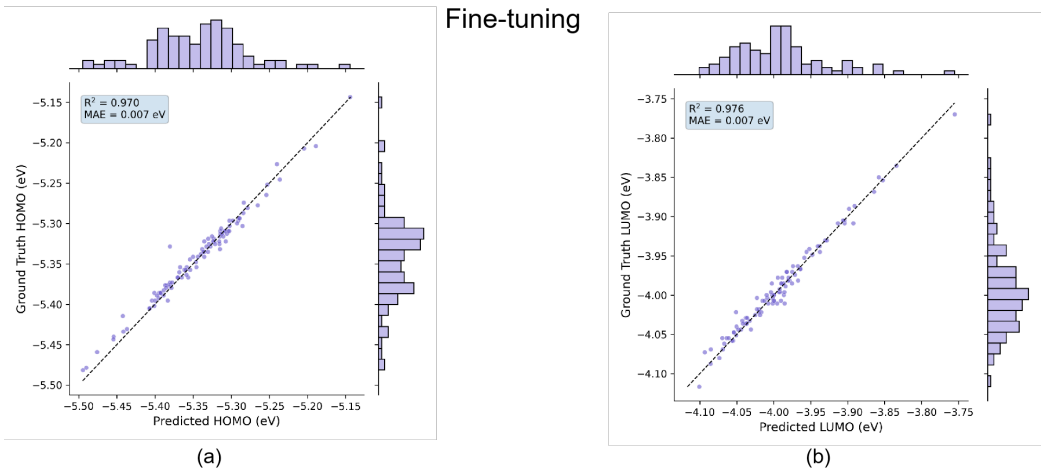 Fine-tuning
R² = 0.970
MAE = 0.007 eV
Ground Truth HOMO (eV)
−5.15
−5.20
−5.25
−5.30
−5.35
−5.40
−5.45
−5.50
−5.50 −5.45 −5.40 −5.35 −5.30 −5.25 −5.20 −5.15
Predicted HOMO (eV)
(a)
R² = 0.976
MAE = 0.007 eV
Ground Truth LUMO (eV)
−3.75
−3.80
−3.85
−3.90
−3.95
−4.00
−4.05
−4.10
−4.10 −4.05 −4.00 −3.95 −3.90 −3.85 −3.80 −3.75
Predicted LUMO (eV)
(b)